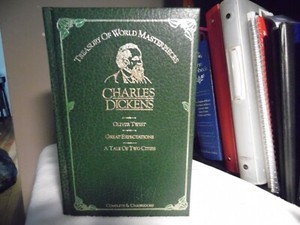 TREASURY OF WORLD MASTERPIECES
CHARLES
DICKENS
OLIVER TWIST
GREAT EXPECTATIONS
A TALE OF TWO CITIES
COMPLETE & UNABRIDGED